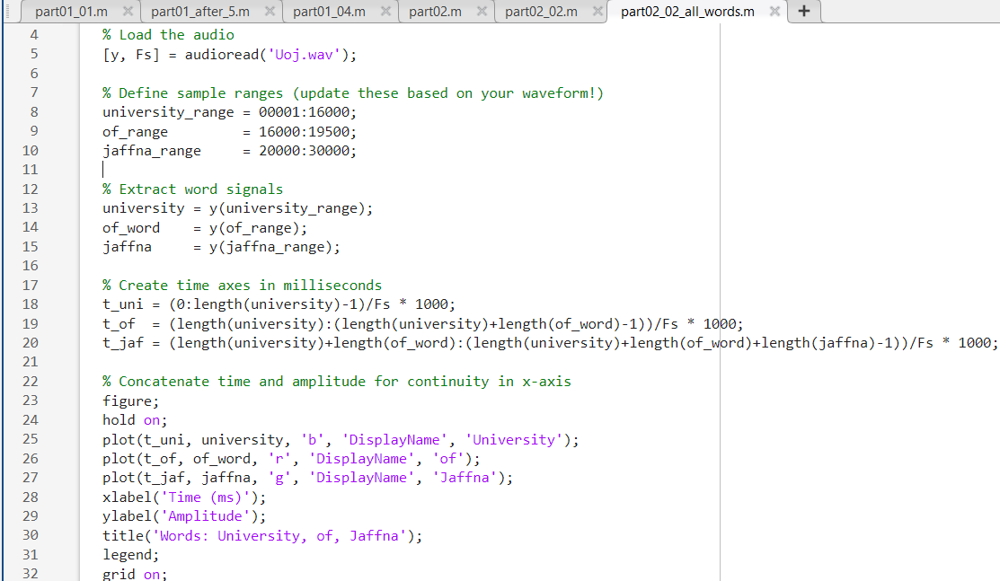 part01_01.m × part01_after_5.m × part01_04.m × part02.m × part02_02.m × part02_02_all_words.m × +
4 % Load the audio
5 [y, Fs] = audioread('Uoj.wav');
6
7 % Define sample ranges (update these based on your waveform!)
8 university_range = 00001:16000;
9 of_range         = 16000:19500;
10 jaffna_range     = 20000:30000;
11
12 % Extract word signals
13 university = y(university_range);
14 of_word    = y(of_range);
15 jaffna     = y(jaffna_range);
16
17 % Create time axes in milliseconds
18 t_uni = (0:length(university)-1)/Fs * 1000;
19 t_of  = (length(university):(length(university)+length(of_word)-1))/Fs * 1000;
20 t_jaf = (length(university)+length(of_word):(length(university)+length(of_word)+length(jaffna)-1))/Fs * 1000;
21
22 % Concatenate time and amplitude for continuity in x-axis
23 figure;
24 hold on;
25 plot(t_uni, university, 'b', 'DisplayName', 'University');
26 plot(t_of, of_word, 'r', 'DisplayName', 'of');
27 plot(t_jaf, jaffna, 'g', 'DisplayName', 'Jaffna');
28 xlabel('Time (ms)');
29 ylabel('Amplitude');
30 title('Words: University, of, Jaffna');
31 legend;
32 grid on;